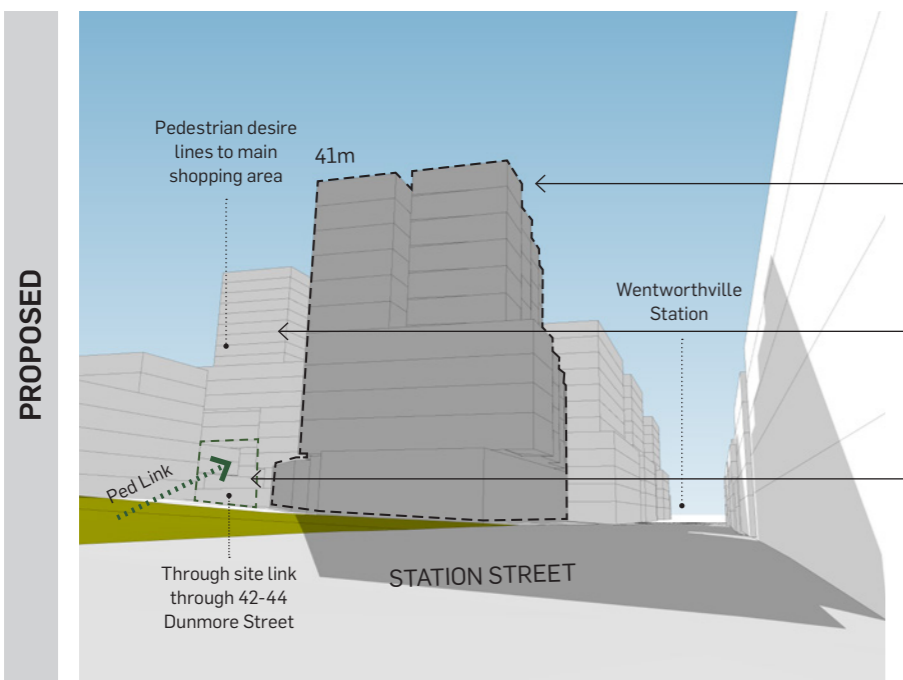 PROPOSED
Pedestrian desire
lines to main
shopping area
41m
Wentworthville
Station
Ped Link
Through site link
through 42-44
Dunmore Street
STATION STREET